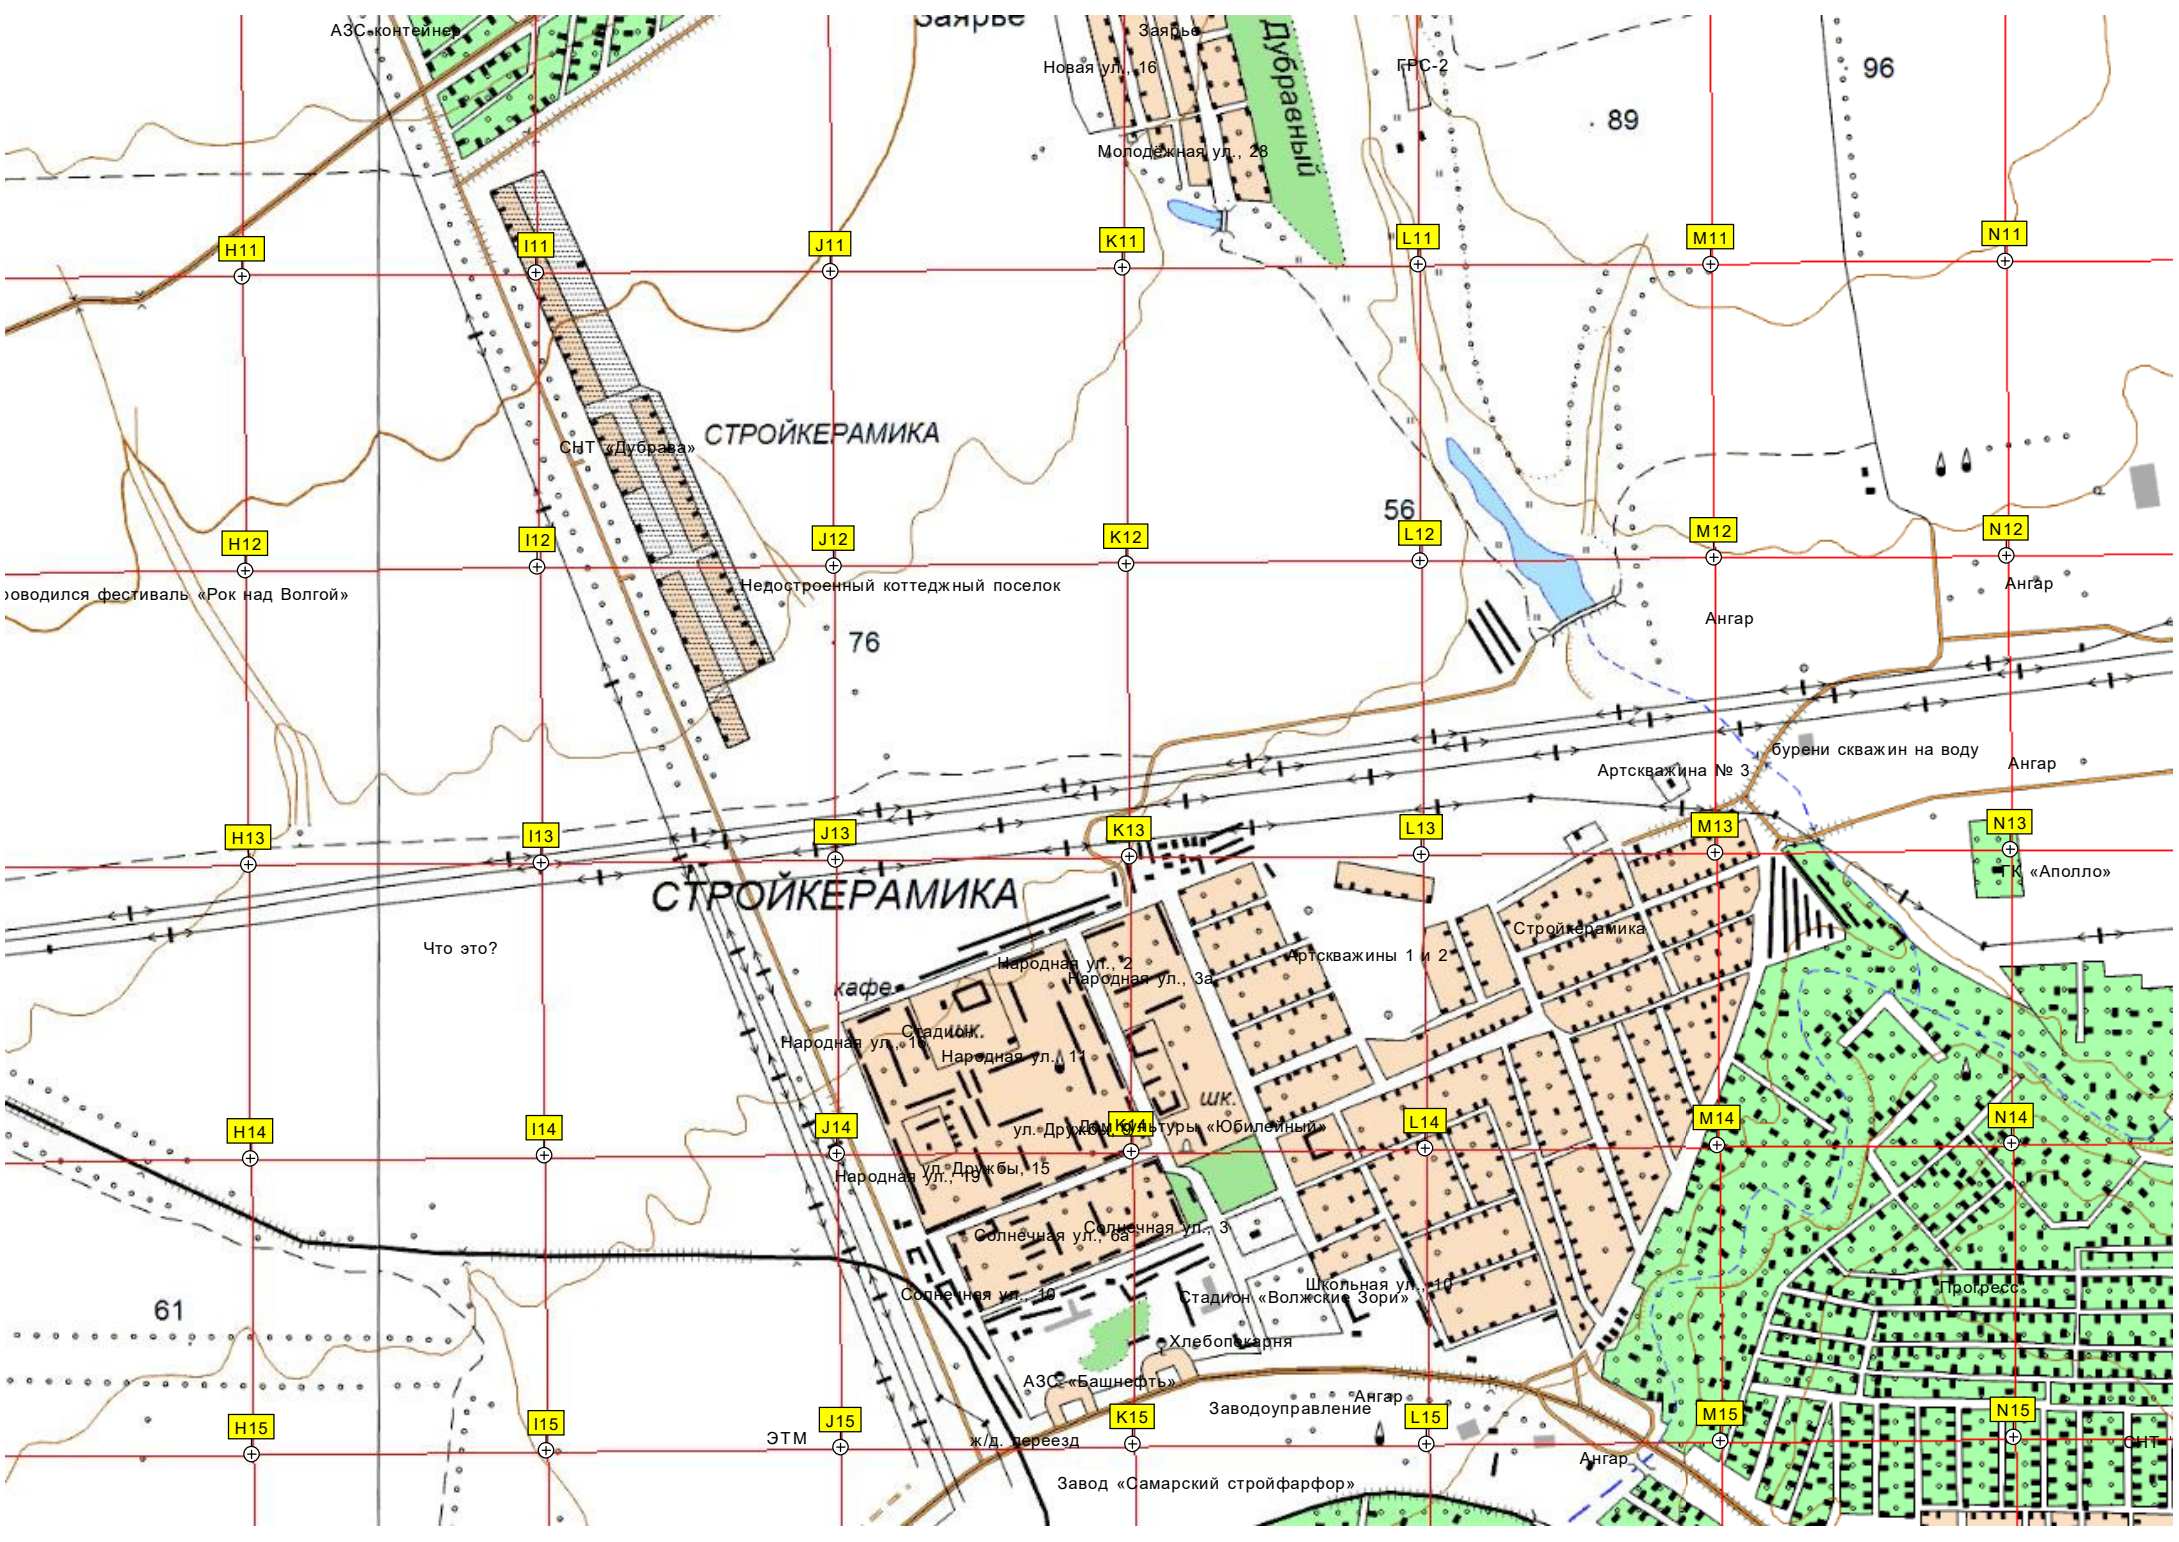 Заярье
АЗС-контейнер
Заярье
Новая ул., 16
ГРС-2
96
Дубравный
89
Молодёжная ул., 28
H11
I11
J11
K11
L11
M11
N11
СТРОЙКЕРАМИКА
СНТ «Дубрава»
56
H12
I12
J12
K12
L12
M12
N12
Недостроенный коттеджный поселок
роводился фестиваль «Рок над Волгой»
Ангар
Ангар
76
бурени скважин на воду
Артскважина № 3
Ангар
H13
I13
J13
K13
L13
M13
N13
ГК «Аполло»
СТРОЙКЕРАМИКА
Что это?
Стройкерамика
Артскважины 1 и 2
Народная ул., 2
Народная ул., 3а
кафе
Стадион
шк.
Народная ул., 16
Народная ул., 11
шк.
H14
I14
J14
K14
L14
M14
N14
ул. Дружбы, 9
Дом культуры «Юбилейный»
ул. Дружбы, 15
Народная ул., 19
Солнечная ул., 3
Солнечная ул., 6а
Школьная ул., 10
Солнечная ул., 10
Стадион «Волжские Зори»
Прогресс
61
Хлебопекарня
АЗС «Башнефть»
Ангар
Заводоуправление
H15
I15
J15
K15
L15
M15
N15
ЭТМ
ж/д. переезд
СНТ
Ангар
Завод «Самарский стройфарфор»